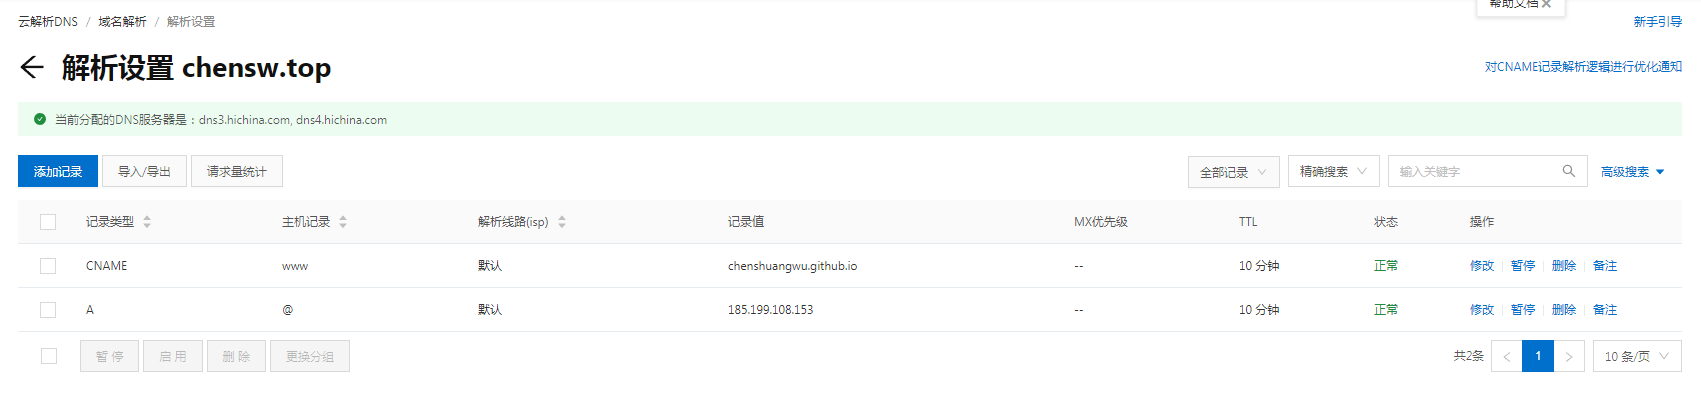 帮助文档
云解析DNS / 域名解析 / 解析设置
新手引导
解析设置 chensw.top
对CNAME记录解析逻辑进行优化通知
当前分配的DNS服务器是：dns3.hichina.com, dns4.hichina.com
添加记录 导入/导出 请求量统计 全部记录 精确搜索 输入关键字 高级搜索
记录类型 主机记录 解析线路(isp) 记录值 MX优先级 TTL 状态 操作
CNAME www 默认 chenshuangwu.github.io -- 10 分钟 正常 修改 暂停 删除 备注
A @ 默认 185.199.108.153 -- 10 分钟 正常 修改 暂停 删除 备注
暂 停 启 用 删 除 更换分组 共2条 1 10 条/页